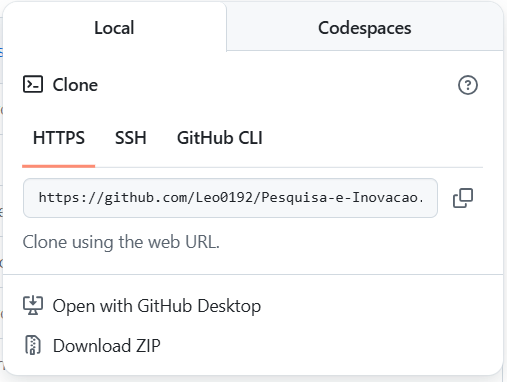 Local
Codespaces
Clone
HTTPS
SSH
GitHub CLI
https://github.com/Leo0192/Pesquisa-e-Inovacao.
Clone using the web URL.
Open with GitHub Desktop
Download ZIP